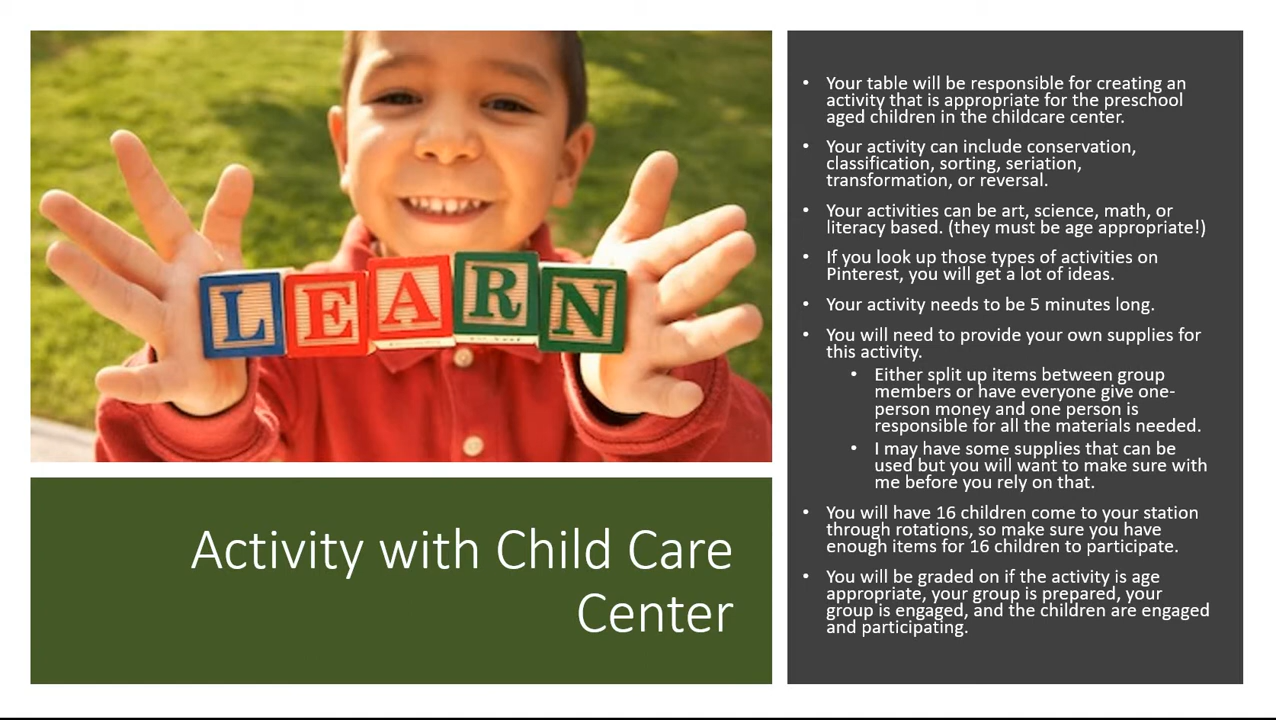 LEARN
Activity with Child Care
Center
• Your table will be responsible for creating an
activity that is appropriate for the preschool
aged children in the childcare center.
• Your activity can include conservation,
classification, sorting, seriation,
transformation, or reversal.
• Your activities can be art, science, math, or
literacy based. (they must be age appropriate!)
• If you look up those types of activities on
Pinterest, you will get a lot of ideas.
• Your activity needs to be 5 minutes long.
• You will need to provide your own supplies for
this activity.
• Either split up items between group
members or have everyone give one-
person money and one person is
responsible for all the materials needed.
• I may have some supplies that can be
used but you will want to make sure with
me before you rely on that.
• You will have 16 children come to your station
through rotations, so make sure you have
enough items for 16 children to participate.
• You will be graded on if the activity is age
appropriate, your group is prepared, your
group is engaged, and the children are engaged
and participating.